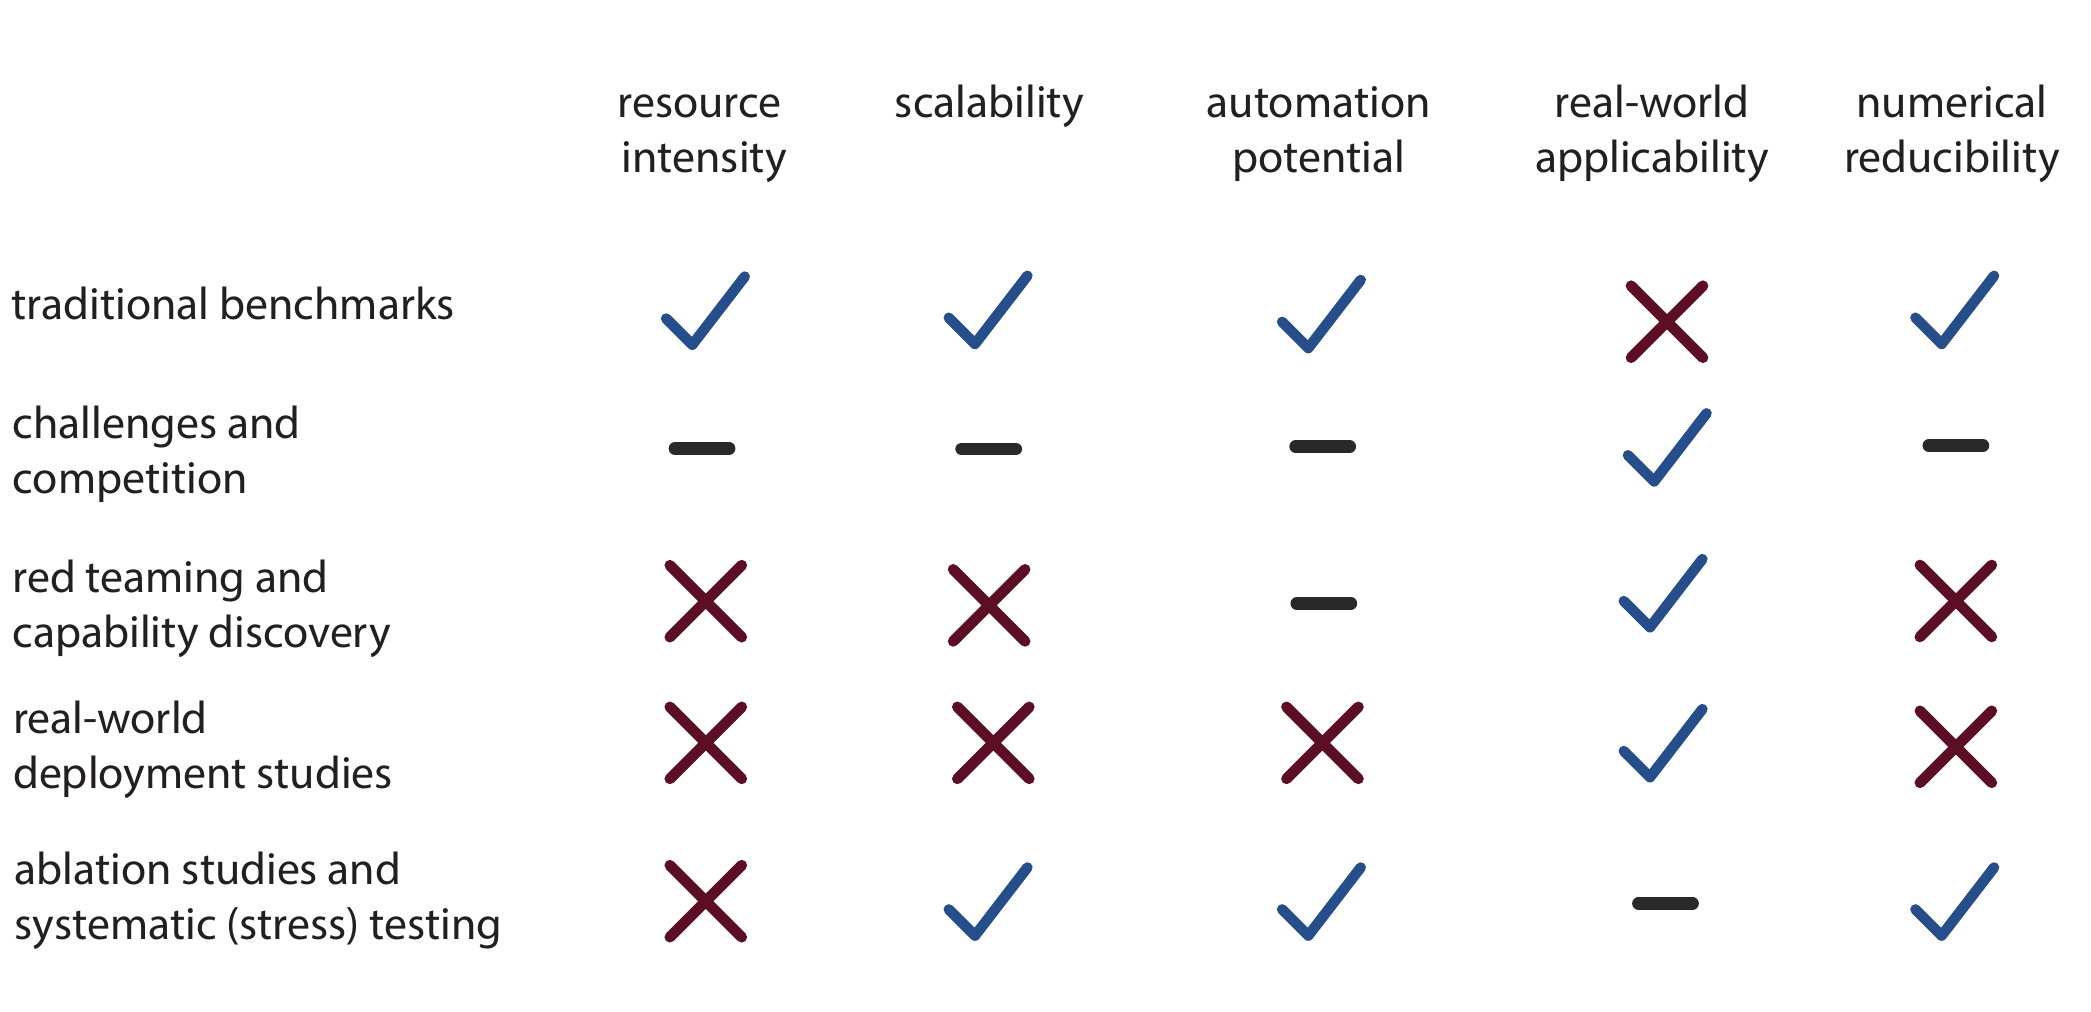 resource
intensity
scalability
automation
potential
real-world
applicability
numerical
reducibility
traditional benchmarks
challenges and
competition
red teaming and
capability discovery
real-world
deployment studies
ablation studies and
systematic (stress) testing